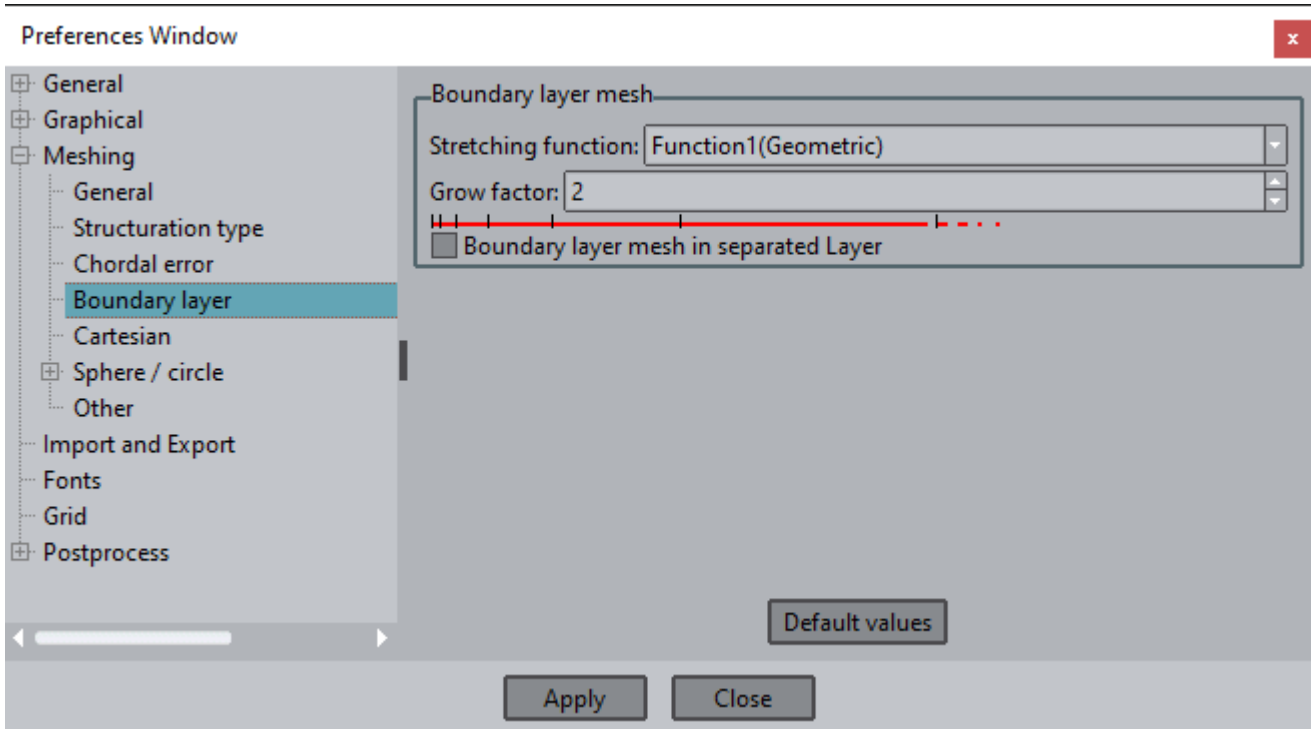 Preferences Window
x
General
Graphical
Meshing
General
Structuration type
Chordal error
Boundary layer
Cartesian
Sphere / circle
Other
Import and Export
Fonts
Grid
Postprocess
Boundary layer mesh
Stretching function: Function1(Geometric)
Grow factor: 2
Boundary layer mesh in separated Layer
Default values
Apply Close